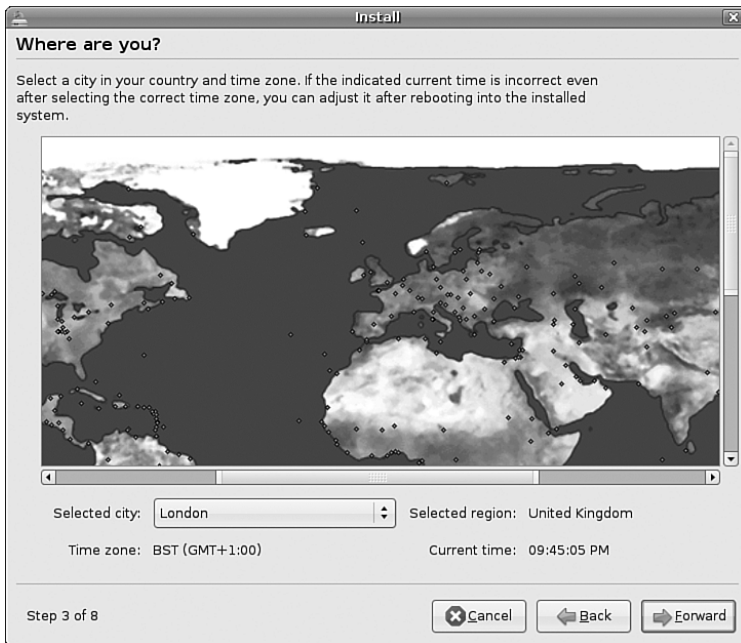 Install
Where are you?
Select a city in your country and time zone. If the indicated current time is incorrect even
after selecting the correct time zone, you can adjust it after rebooting into the installed
system.
Selected city: London Selected region: United Kingdom
Time zone: BST (GMT+1:00) Current time: 09:45:05 PM
Step 3 of 8 Cancel Back Forward